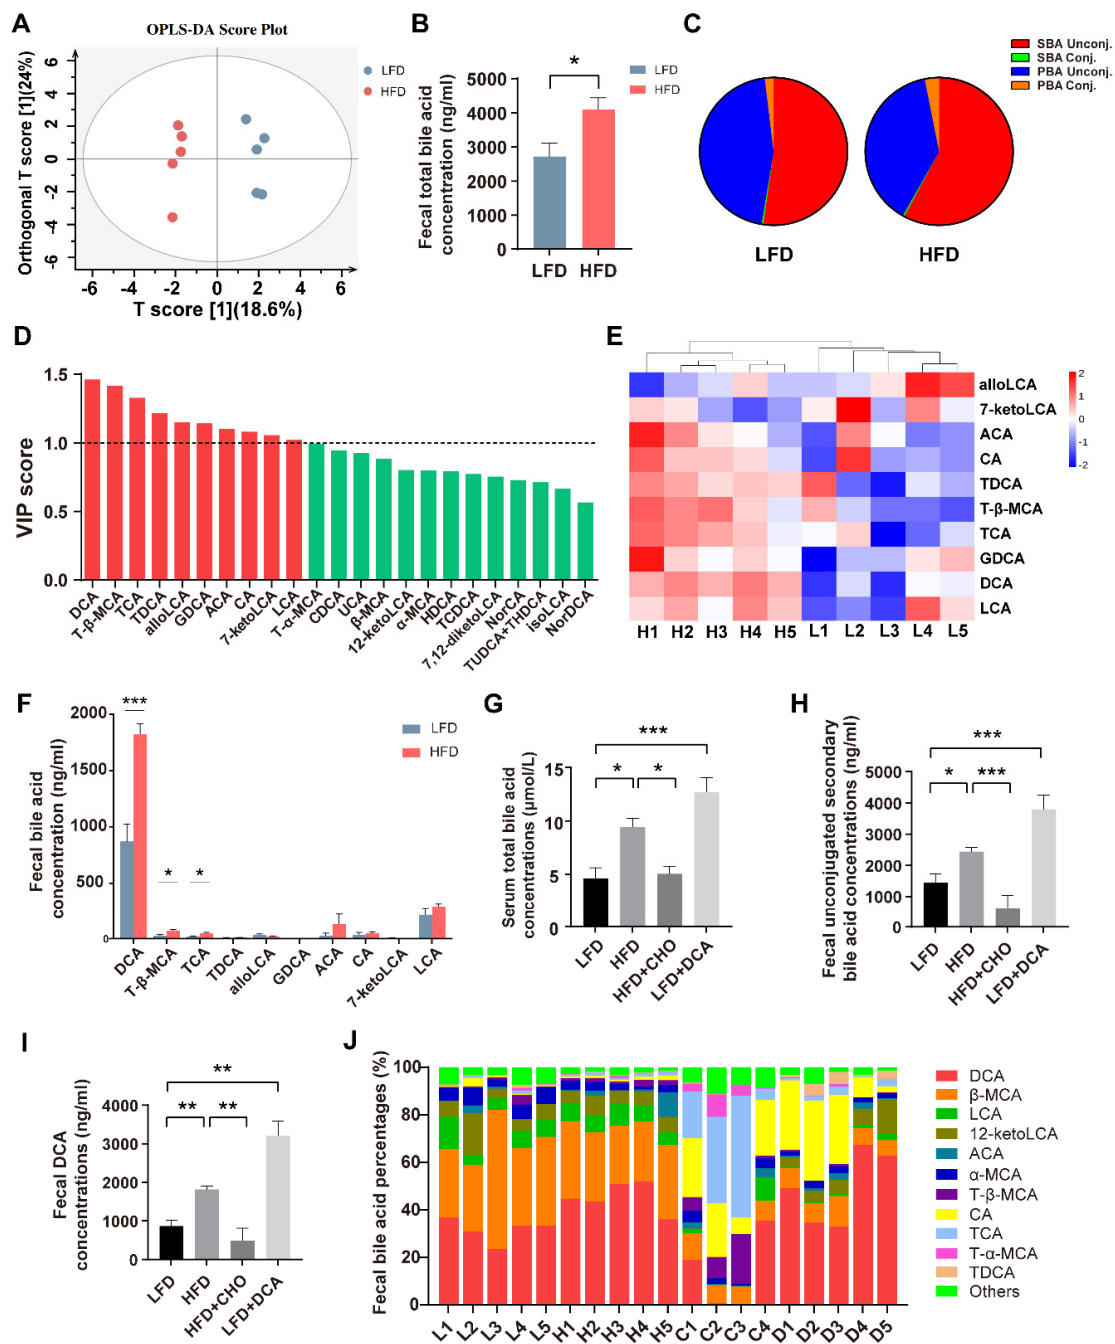 A
OPLS-DA Score Plot
Orthogonal T score [1](24%)
6
4
2
0
-2
-4
-6
-6 -4 -2 0 2 4 6
T score [1](18.6%)
LFD
HFD
B
*
Fecal total bile acid
concentration (ng/ml)
5000
4000
3000
2000
1000
0
LFD HFD
LFD
HFD
C
SBA Unconj.
SBA Conj.
PBA Unconj.
PBA Conj.
LFD
HFD
D
VIP score
1.5
1.0
0.5
0.0
DCA
T-β-MCA
TCA
TDCA
alloLCA
GDCA
ACA
CA
7-ketoLCA
LCA
T-α-MCA
CDCA
UCA
β-MCA
12-ketoLCA
α-MCA
HDCA
TCDCA
7,12-diketoLCA
NorCA
TUDCA+THDCA
isoLCA
NorDCA
E
alloLCA
7-ketoLCA
ACA
CA
TDCA
T-β-MCA
TCA
GDCA
DCA
LCA
H1 H2 H3 H4 H5 L1 L2 L3 L4 L5
2
1
0
-1
-2
F
Fecal bile acid
concentration (ng/ml)
2000
1000
500
0
***
*
*
LFD
HFD
DCA
T-β-MCA
TCA
TDCA
alloLCA
GDCA
ACA
CA
7-ketoLCA
LCA
G
Serum total bile acid
concentrations (μmol/L)
15
10
5
0
***
*
*
LFD
HFD
HFD+CHO
LFD+DCA
H
Fecal unconjugated secondary
bile acid concentrations (ng/ml)
5000
4000
3000
2000
1000
0
***
*
***
LFD
HFD
HFD+CHO
LFD+DCA
I
Fecal DCA
concentrations (ng/ml)
4000
3000
2000
1000
0
**
**
**
LFD
HFD
HFD+CHO
LFD+DCA
J
Fecal bile acid percentages (%)
100
80
60
40
20
0
L1 L2 L3 L4 L5 H1 H2 H3 H4 H5 C1 C2 C3 C4 D1 D2 D3 D4 D5
DCA
β-MCA
LCA
12-ketoLCA
ACA
α-MCA
T-β-MCA
CA
TCA
T-α-MCA
TDCA
Others